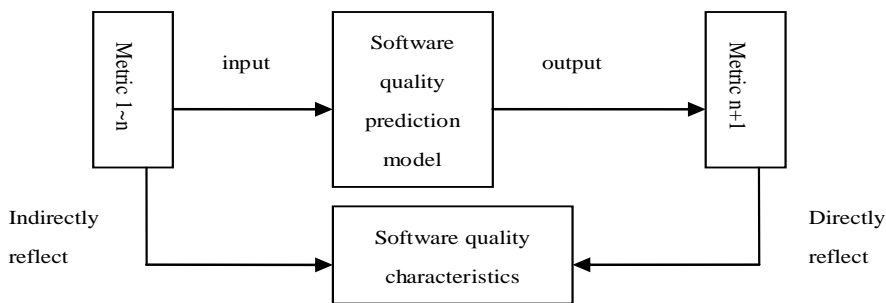 Metric 1~n
input
Software
quality
prediction
model
output
Metric n+1
Indirectly
reflect
Software quality
characteristics
Directly
reflect